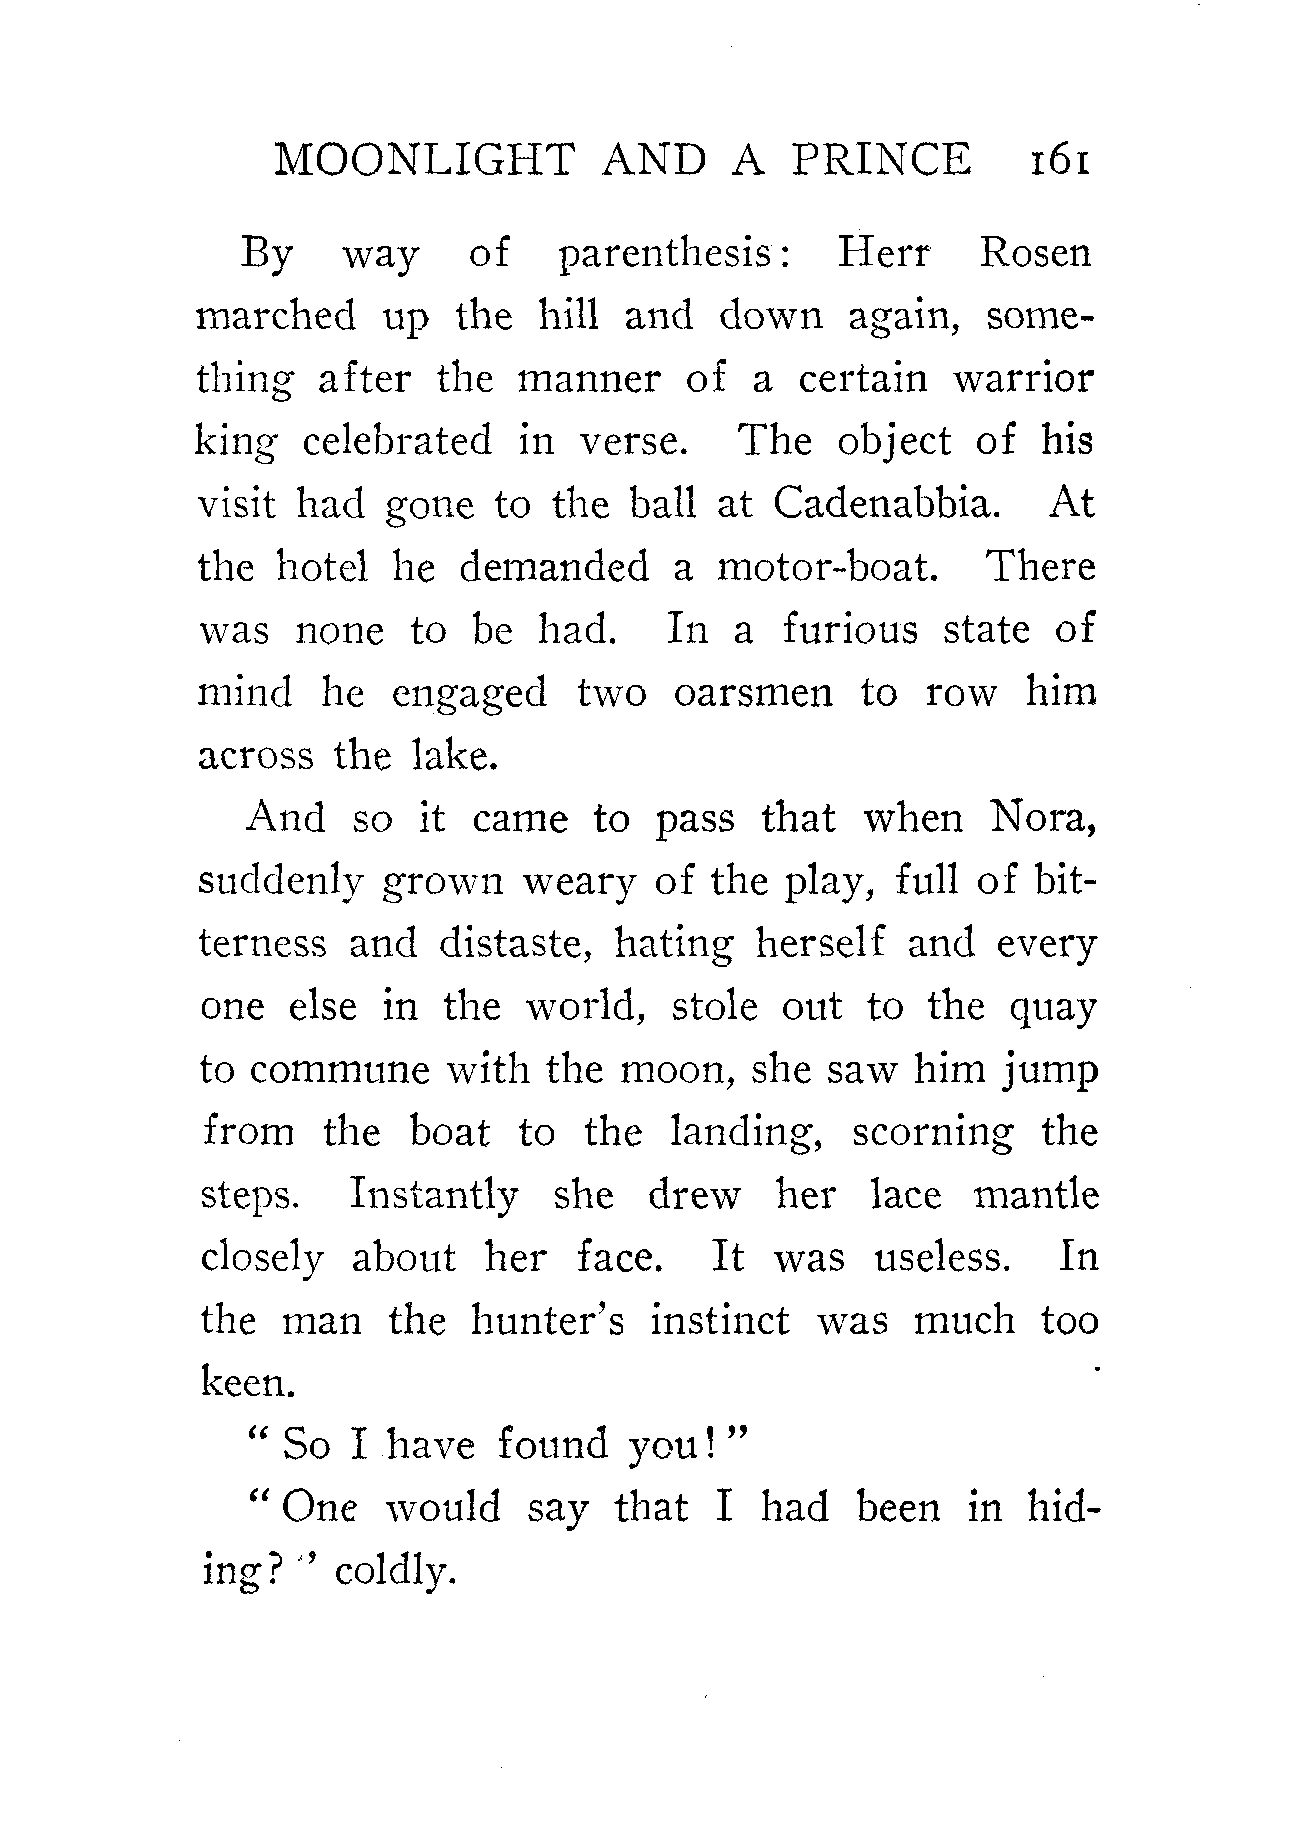 MOONLIGHT AND A PRINCE 161
By way of parenthesis: Herr Rosen
marched up the hill and down again, some-
thing after the manner of a certain warrior
king celebrated in verse. The object of his
visit had gone to the ball at Cadenabbia. At
the hotel he demanded a motor-boat. There
was none to be had. In a furious state of
mind he engaged two oarsmen to row him
across the lake.
And so it came to pass that when Nora,
suddenly grown weary of the play, full of bit-
terness and distaste, hating herself and every
one else in the world, stole out to the quay
to commune with the moon, she saw him jump
from the boat to the landing, scorning the
steps. Instantly she drew her lace mantle
closely about her face. It was useless. In
the man the hunter's instinct was much too
keen.
"So I have found you!"
"One would say that I had been in hid-
ing?" coldly.